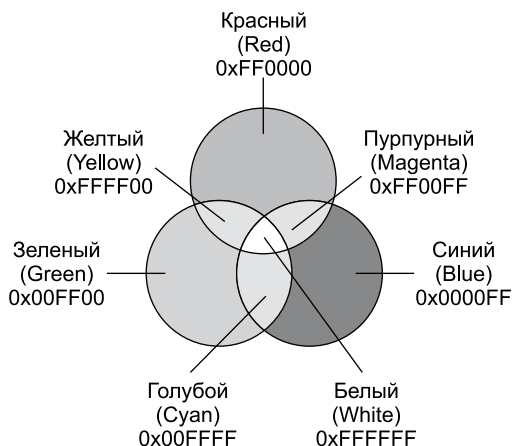 Красный
(Red)
0xFF0000
Желтый
(Yellow)
0xFFFF00
Пурпурный
(Magenta)
0xFF00FF
Зеленый
(Green)
0x00FF00
Синий
(Blue)
0x0000FF
Голубой
(Cyan)
0x00FFFF
Белый
(White)
0xFFFFFF